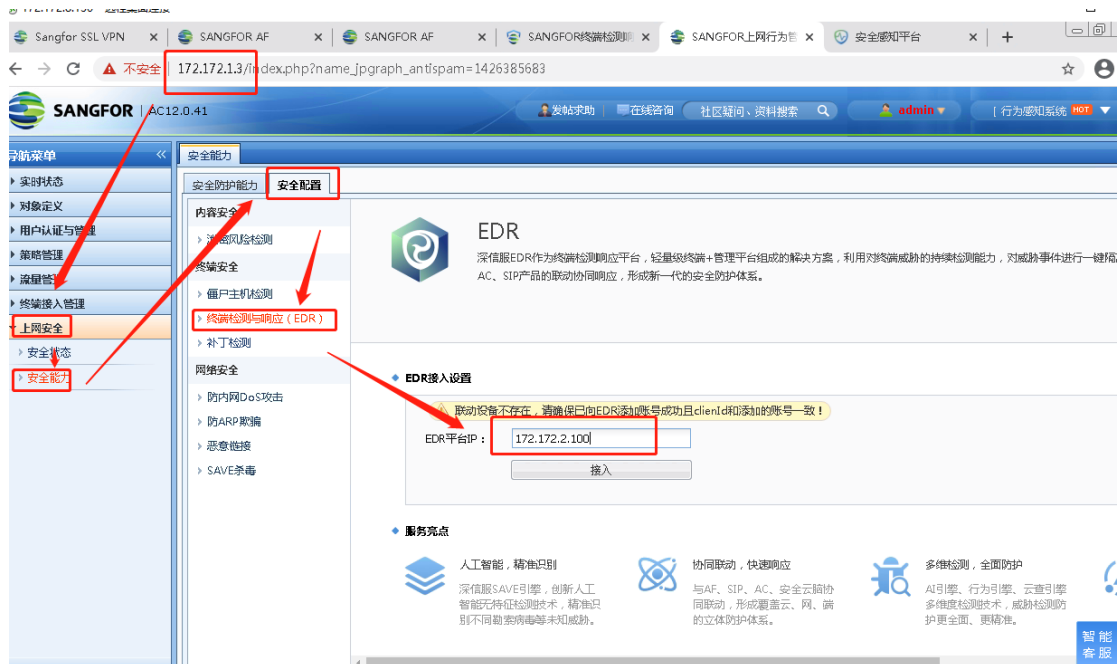 Sangfor SSL VPN
SANGFOR AF
SANGFOR AF
SANGFOR终端检测响
SANGFOR上网行为管
安全感知平台
不安全
172.172.1.3/index.php?name_jpgraph_antispam=1426385683
SANGFOR | AC12.0.41
发帖求助
在线咨询
社区疑问、资料搜索
admin
[ 行为感知系统 HOT
导航菜单
安全能力
实时状态
对象定义
用户认证与管理
策略管理
流量管
终端接入管理
上网安全
安全状态
安全能力
安全防护能力
安全配置
内容安全
泄密风险检测
终端安全
僵尸主机检测
终端检测与响应（EDR）
补丁检测
网络安全
防内网DoS攻击
防ARP欺骗
恶意链接
SAVE杀毒
EDR
深信服EDR作为终端检测响应平台，轻量级终端+管理平台组成的解决方案，利用对终端威胁的持续检测能力，对威胁事件进行一键隔
AC、SIP产品的联动协同响应，形成新一代的安全防护体系。
EDR接入设置
联动设备不存在，请确保已向EDR添加账号成功且clienId和添加的账号一致！
EDR平台IP：
172.172.2.100
接入
服务亮点
人工智能，精准识别
深信服SAVE引擎，创新人工
智能无特征检测技术，精准识
别不同勒索病毒等未知威胁。
协同联动，快速响应
与AF、SIP、AC、安全云脑协
同联动，形成覆盖云、网、端
的立体防护体系。
多维检测，全面防护
AI引擎、行为引擎、云查引擎
多维度检测技术，威胁检测防
护更全面、更精准。
智能
客服